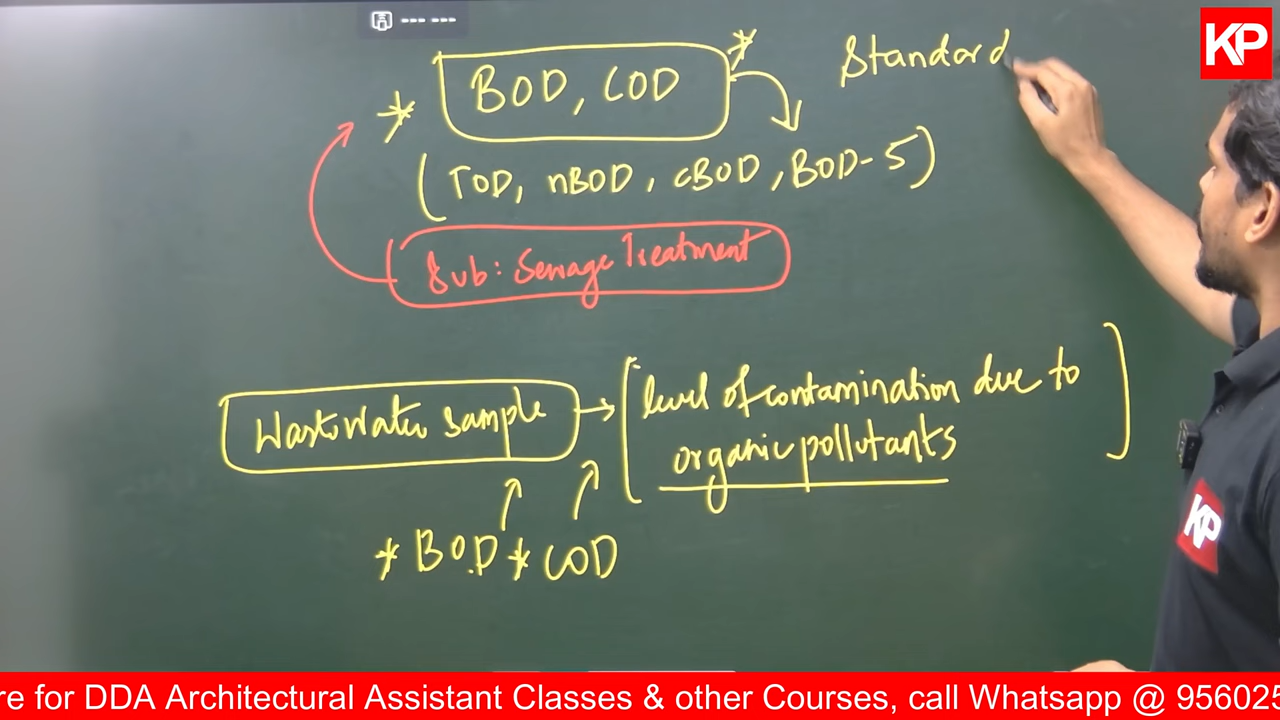 --- ---
BOD, COD
Standard
KP
(TOD, nBOD, cBOD, BOD-5)
Sub: Sewage Treatment
WasteWater Sample
level of contamination due to
organic pollutants
* B.O.D * COD
KP
re for DDA Architectural Assistant Classes & other Courses, call Whatsapp @ 956025